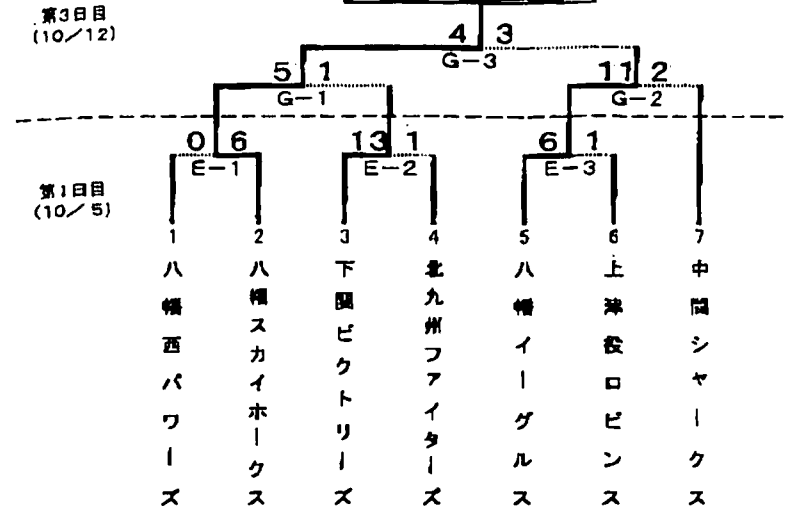 第3日目
(10/12)
4 3
G-3
5 1
G-1
11 2
G-2
0 6
E-1
13 1
E-2
6 1
E-3
第1日目
(10/5)
1 八幡西パワーズ
2 八幡スカイホークス
3 下関ビクトリーズ
4 北九州ファイターズ
5 八幡イーグルス
6 上津役ロビンス
7 中間シャークス